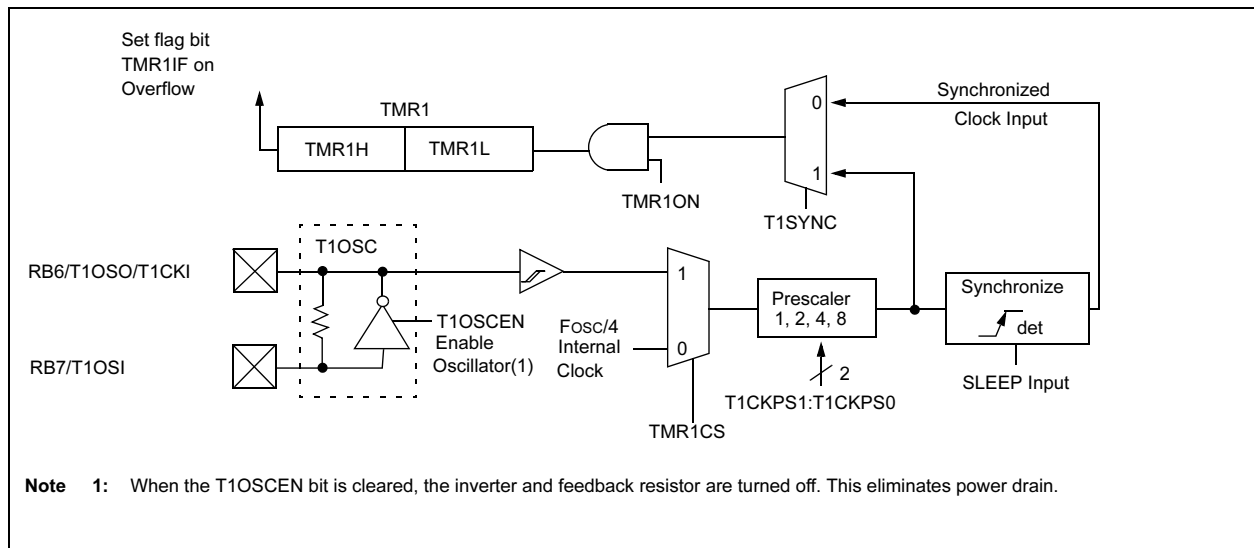 Set flag bit
TMR1IF on
Overflow
TMR1
TMR1H
TMR1L
TMR1ON
0
1
T1SYNC
Synchronized
Clock Input
RB6/T1OSO/T1CKI
T1OSC
RB7/T1OSI
T1OSCEN
Enable
Oscillator(1)
FOSC/4
Internal
Clock
1
0
TMR1CS
Prescaler
1, 2, 4, 8
2
T1CKPS1:T1CKPS0
Synchronize
det
SLEEP Input
Note 1: When the T1OSCEN bit is cleared, the inverter and feedback resistor are turned off. This eliminates power drain.